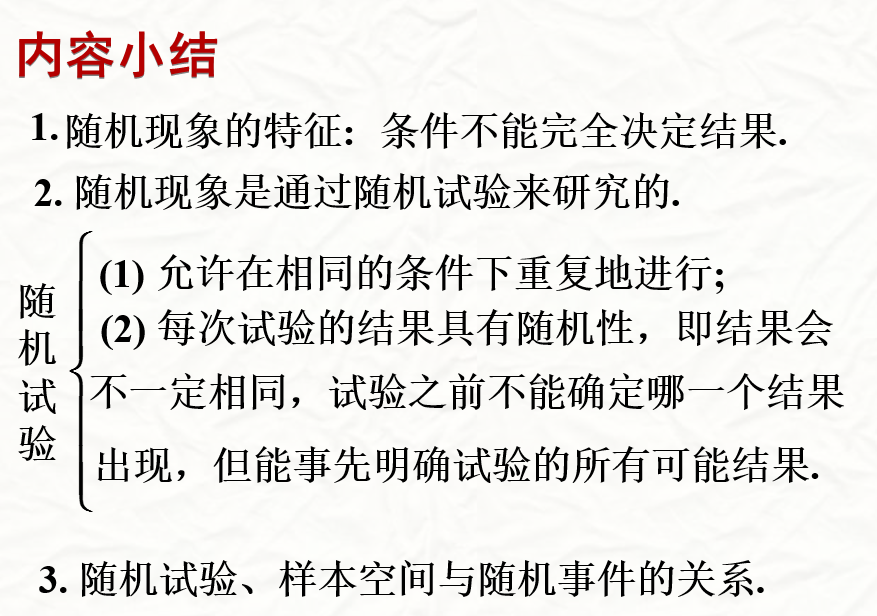 内容小结
1.随机现象的特征：条件不能完全决定结果.
2. 随机现象是通过随机试验来研究的.
随机试验
(1) 允许在相同的条件下重复地进行;
(2) 每次试验的结果具有随机性，即结果会
不一定相同，试验之前不能确定哪一个结果
出现，但能事先明确试验的所有可能结果.
3. 随机试验、样本空间与随机事件的关系.